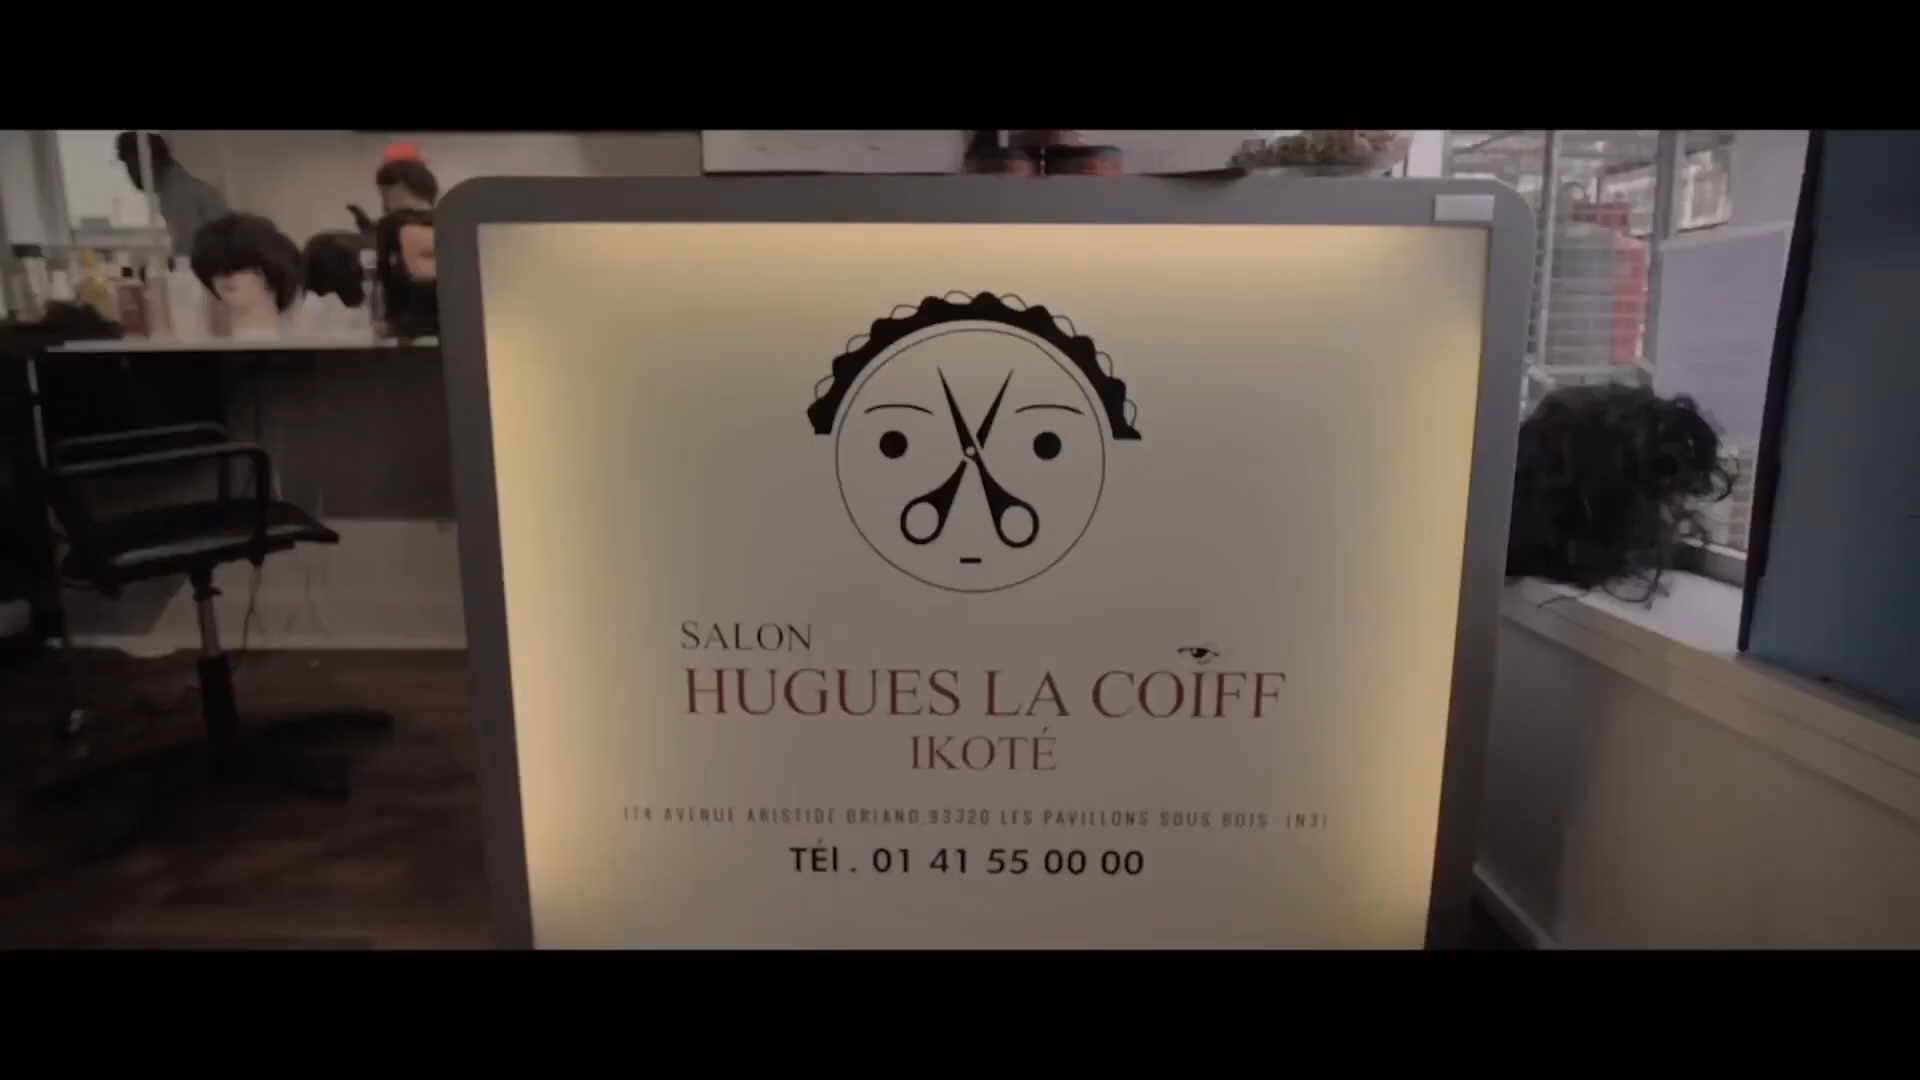 SALON
HUGUES LA COIFF
IKOTÉ
174 AVENUE ARISTIDE BRIAND, 93320 LES PAVILLONS SOUS BOIS (N3)
TÉl . 01 41 55 00 00